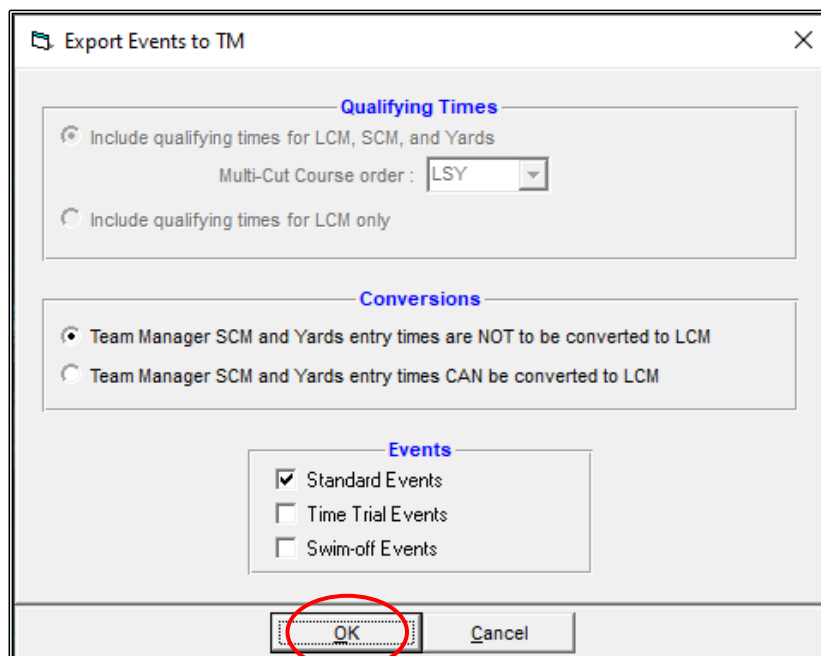 Export Events to TM
Qualifying Times
Include qualifying times for LCM, SCM, and Yards
Multi-Cut Course order : LSY
Include qualifying times for LCM only
Conversions
Team Manager SCM and Yards entry times are NOT to be converted to LCM
Team Manager SCM and Yards entry times CAN be converted to LCM
Events
Standard Events
Time Trial Events
Swim-off Events
OK Cancel